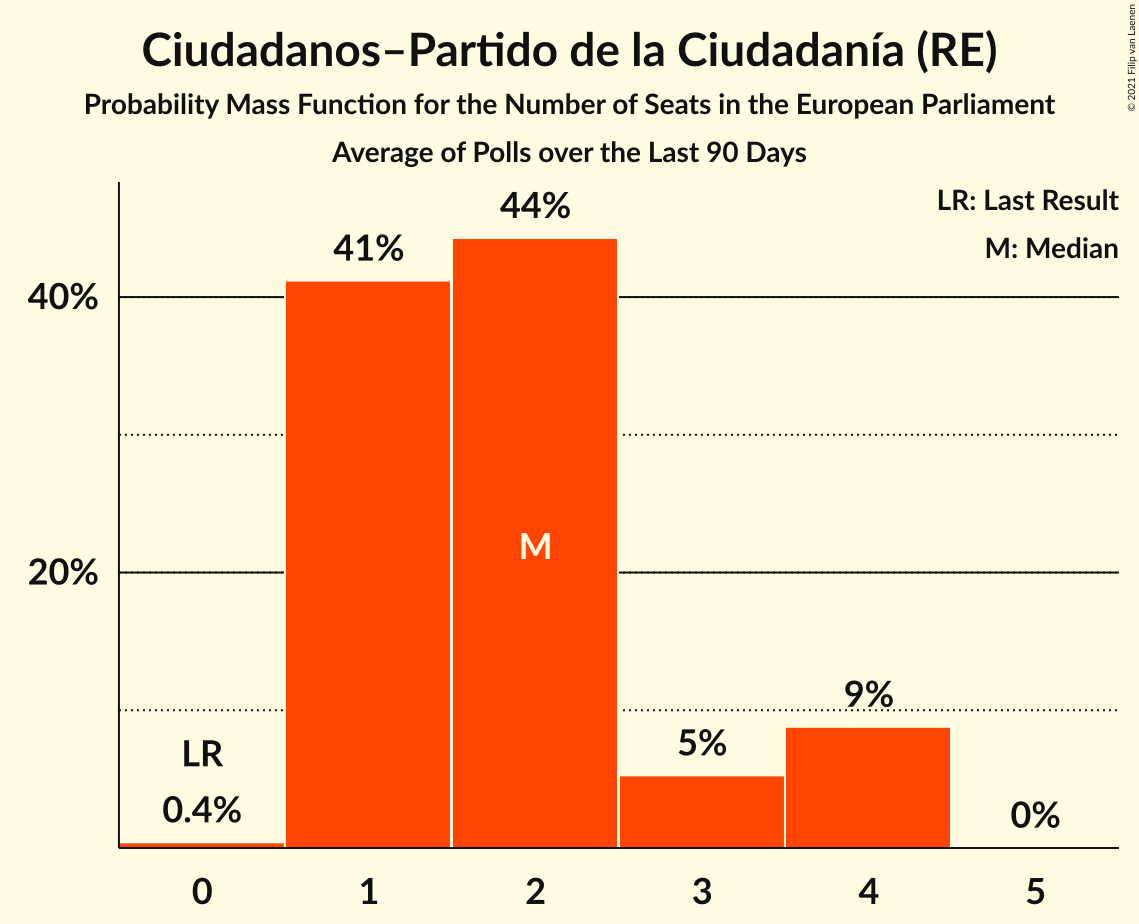 Ciudadanos–Partido de la Ciudadanía (RE)
Probability Mass Function for the Number of Seats in the European Parliament
Average of Polls over the Last 90 Days
© 2021 Filip van Laenen
LR: Last Result
M: Median
44%
41%
40%
M
20%
9%
5%
LR
0.4%
0%
0 1 2 3 4 5